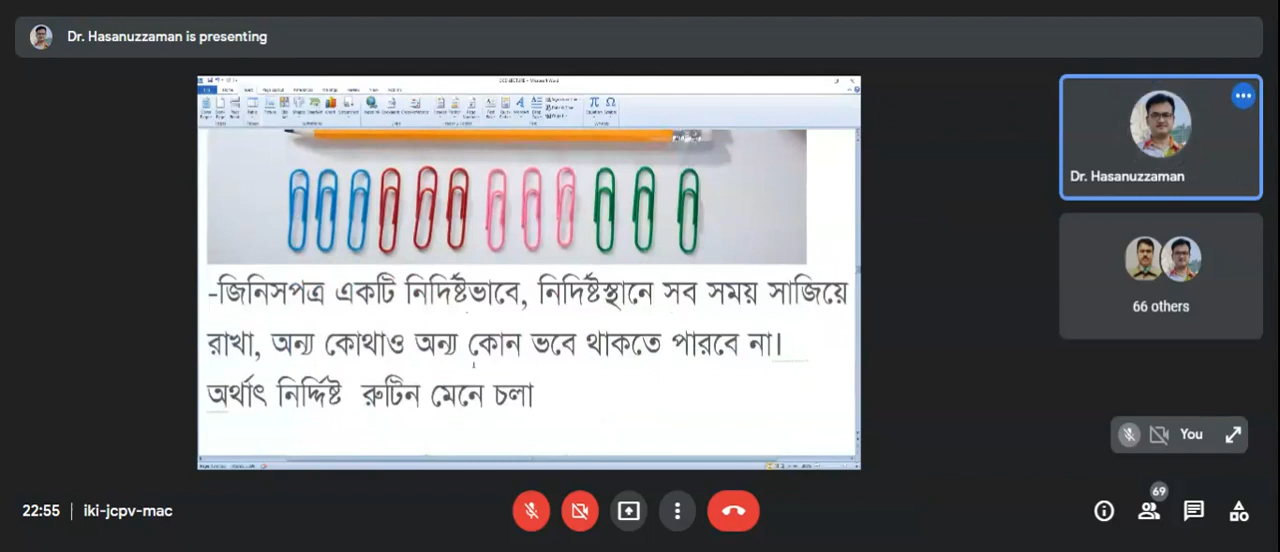 Dr. Hasanuzzaman is presenting
-জিনিসপত্র একটি নিদির্ষ্টভাবে, নিদির্ষ্টস্থানে সব সময় সাজিয়ে
রাখা, অন্য কোথাও অন্য কোন ভবে থাকতে পারবে না।
অর্থাৎ নির্দ্দিষ্ট রুটিন মেনে চলা
Dr. Hasanuzzaman
66 others
You
22:55 | iki-jcpv-mac
69